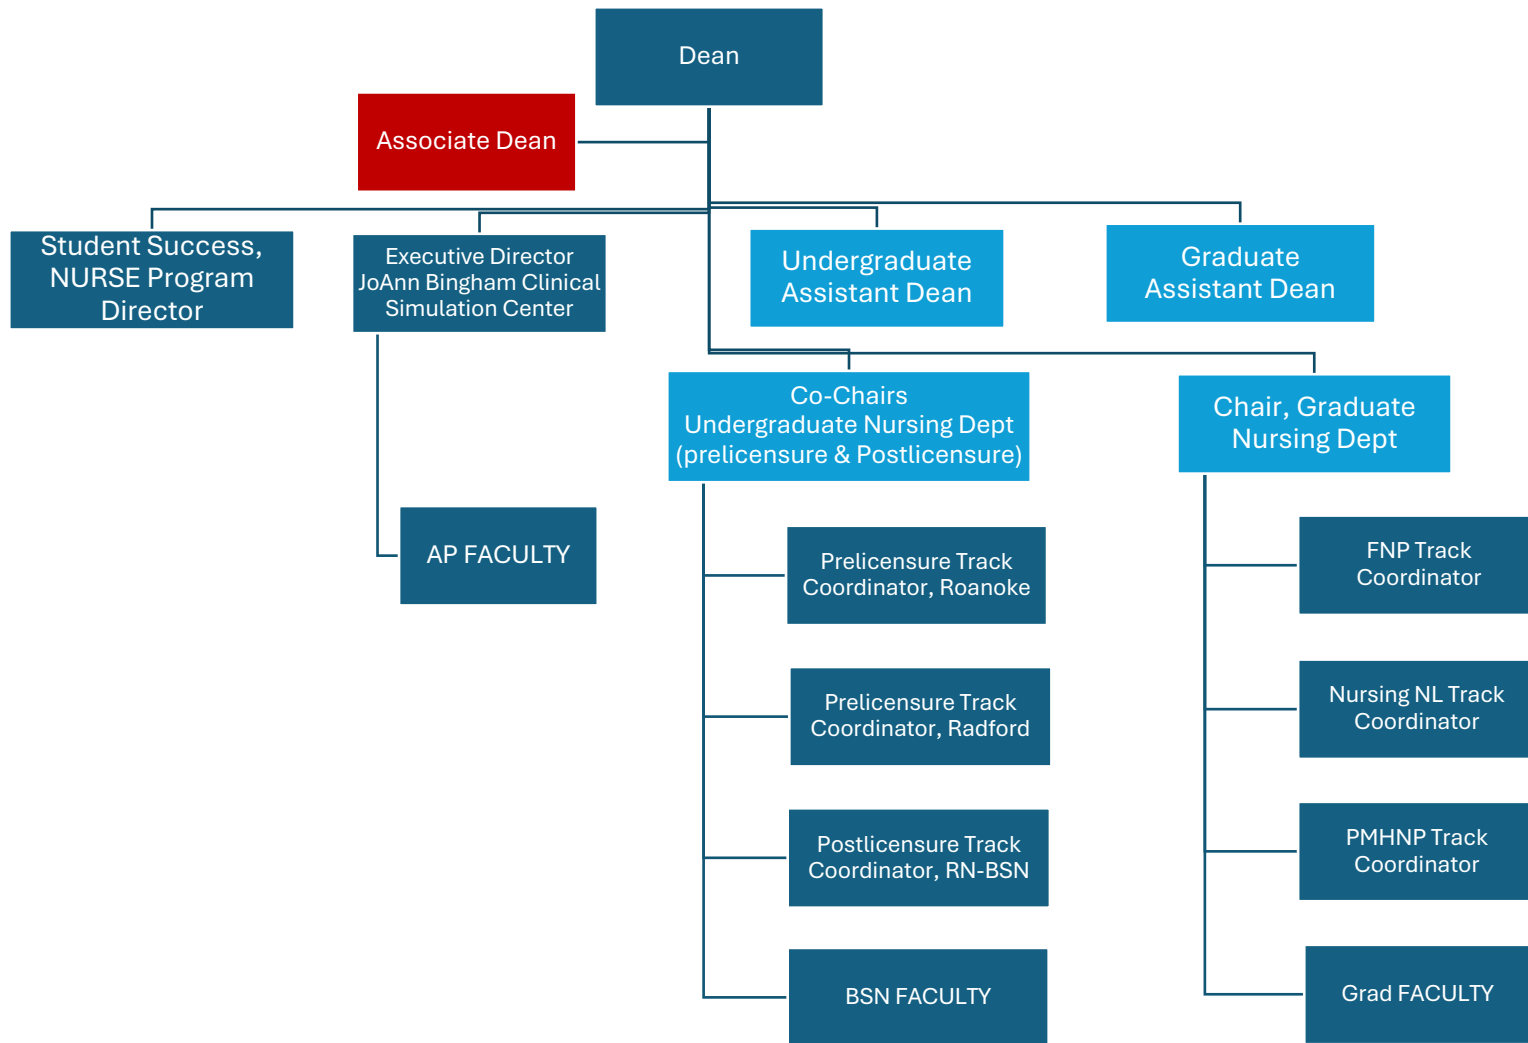 Dean
Associate Dean
Student Success,
NURSE Program
Director
Executive Director
JoAnn Bingham Clinical
Simulation Center
Undergraduate
Assistant Dean
Graduate
Assistant Dean
Co-Chairs
Undergraduate Nursing Dept
(prelicensure & Postlicensure)
Chair, Graduate
Nursing Dept
AP FACULTY
Prelicensure Track
Coordinator, Roanoke
Prelicensure Track
Coordinator, Radford
Postlicensure Track
Coordinator, RN-BSN
BSN FACULTY
FNP Track
Coordinator
Nursing NL Track
Coordinator
PMHNP Track
Coordinator
Grad FACULTY